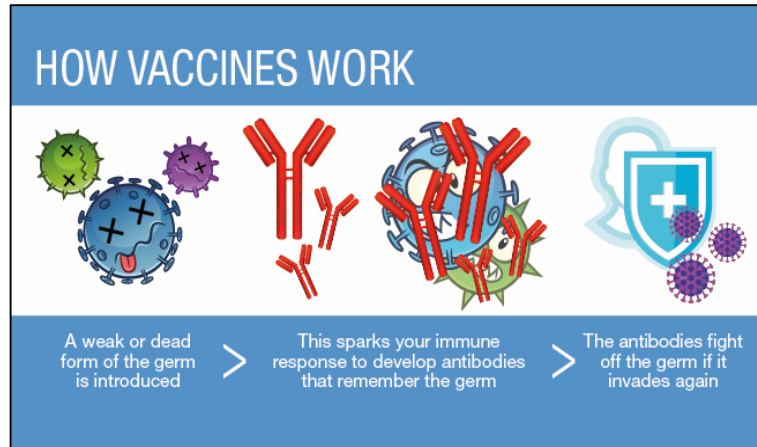 HOW VACCINES WORK
A weak or dead
form of the germ
is introduced
>
This sparks your immune
response to develop antibodies
that remember the germ
>
The antibodies fight
off the germ if it
invades again